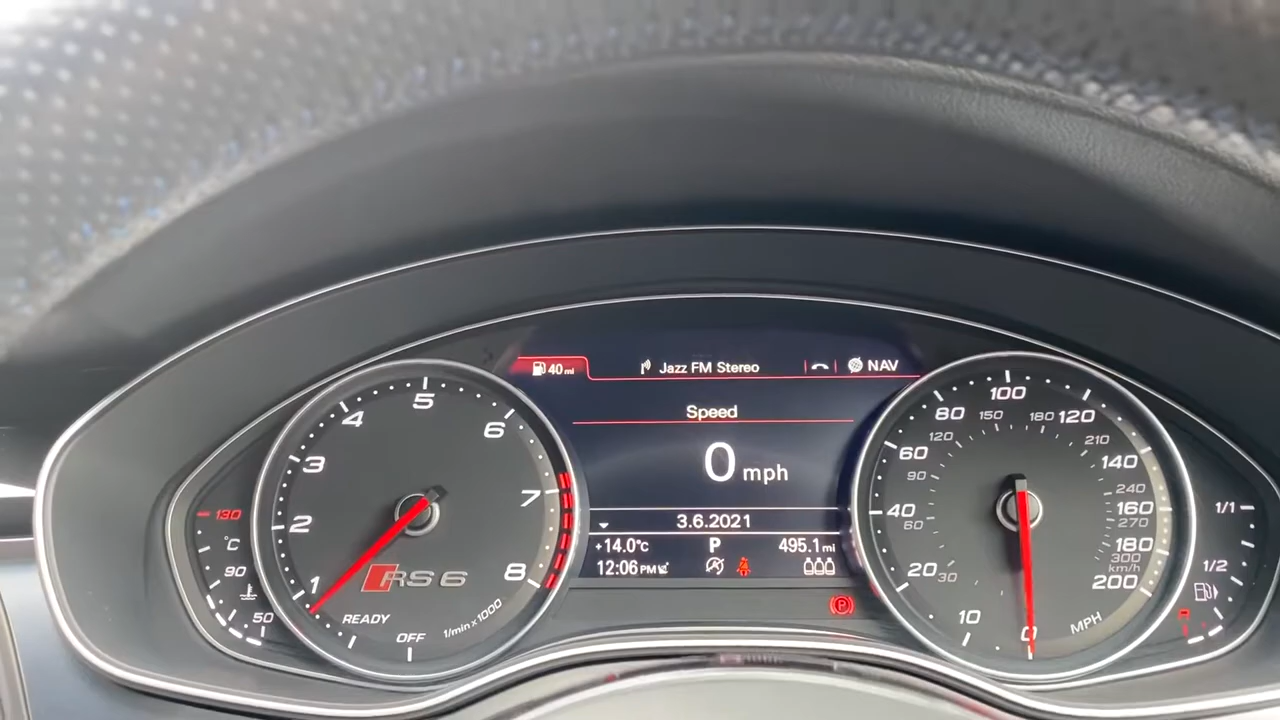 40 mi Jazz FM Stereo NAV
Speed
0 mph
3.6.2021
+14.0°C P 495.1 mi
12:06 PM
P
1
2
3
4
5
6
7
8
RS 6
READY
OFF
1/min x 1000
130
°C
90
50
0
10
20
40
60
80
100
120
140
160
180
200
MPH
30
60
90
120
150
180
210
240
270
300
km/h
1/1
1/2